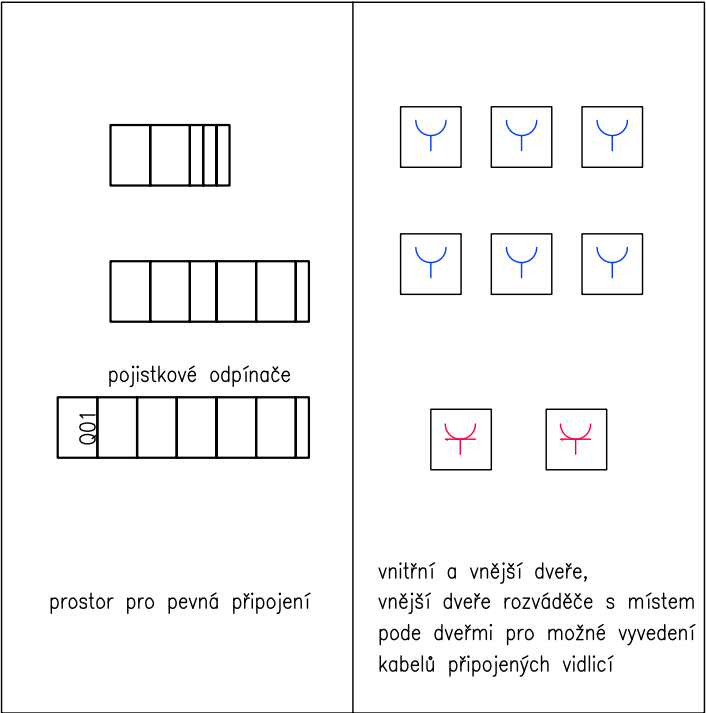 pojistkové odpínače
Q01
prostor pro pevná připojení
vnitřní a vnější dveře,
vnější dveře rozváděče s místem
pode dveřmi pro možné vyvedení
kabelů připojených vidlicí